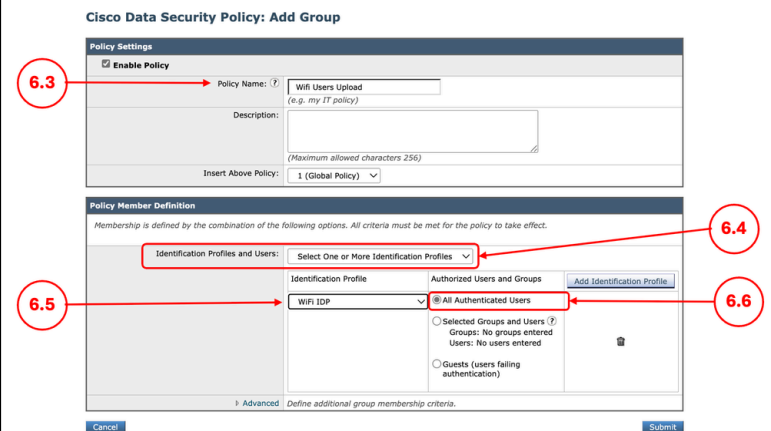 Cisco Data Security Policy: Add Group
Policy Settings
Enable Policy
6.3
Policy Name: ?
Wifi Users Upload
(e.g. my IT policy)
Description:
(Maximum allowed characters 256)
Insert Above Policy:
1 (Global Policy)
Policy Member Definition
Membership is defined by the combination of the following options. All criteria must be met for the policy to take effect.
6.4
Identification Profiles and Users:
Select One or More Identification Profiles
Identification Profile
Authorized Users and Groups
Add Identification Profile
6.5
WiFi IDP
All Authenticated Users
6.6
Selected Groups and Users ?
Groups: No groups entered
Users: No users entered
Guests (users failing
authentication)
Advanced
Define additional group membership criteria.
Cancel
Submit